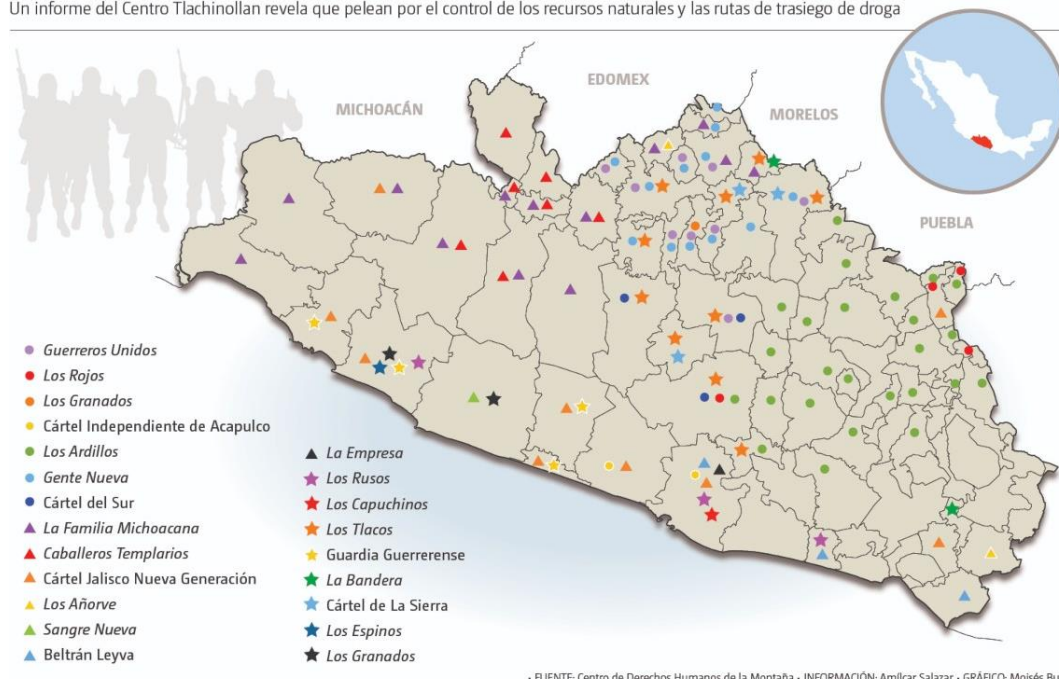 Un informe del Centro Tlachinollan revela que pelean por el control de los recursos naturales y las rutas de trasiego de droga
MICHOACÁN
EDOMEX
MORELOS
PUEBLA
Guerreros Unidos
Los Rojos
Los Granados
Cártel Independiente de Acapulco
Los Ardillos
Gente Nueva
Cártel del Sur
La Familia Michoacana
Caballeros Templarios
Cártel Jalisco Nueva Generación
Los Añorve
Sangre Nueva
Beltrán Leyva
La Empresa
Los Rusos
Los Capuchinos
Los Tlacos
Guardia Guerrerense
La Bandera
Cártel de La Sierra
Los Espinos
Los Granados
• FUENTE: Centro de Derechos Humanos de la Montaña • INFORMACIÓN: Amílcar Salazar • GRÁFICO: Moisés Bu